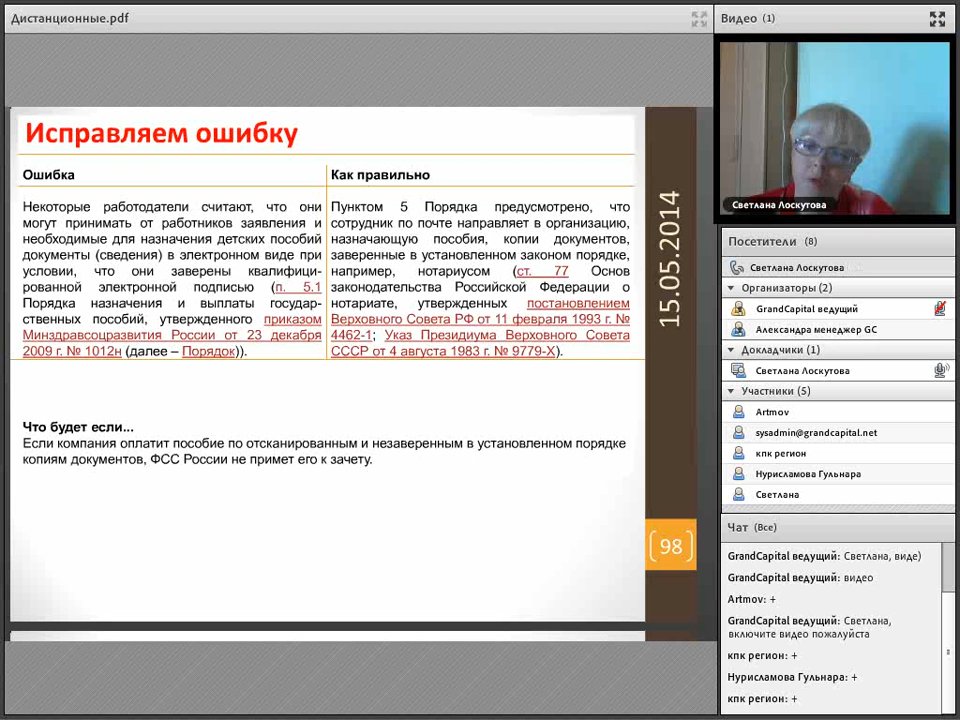 Дистанционные.pdf
Исправляем ошибку
Ошибка
Некоторые работодатели считают, что они
могут принимать от работников заявления и
необходимые для назначения детских пособий
документы (сведения) в электронном виде при
условии, что они заверены квалифици-
рованной электронной подписью (п. 5.1
Порядка назначения и выплаты государ-
ственных пособий, утвержденного приказом
Минздравсоцразвития России от 23 декабря
2009 г. № 1012н (далее – Порядок)).
Как правильно
Пунктом 5 Порядка предусмотрено, что
сотрудник по почте направляет в организацию,
назначающую пособия, копии документов,
заверенные в установленном законом порядке,
например, нотариусом (ст. 77 Основ
законодательства Российской Федерации о
нотариате, утвержденных постановлением
Верховного Совета РФ от 11 февраля 1993 г. №
4462-1; Указ Президиума Верховного Совета
СССР от 4 августа 1983 г. № 9779-X).
Что будет если...
Если компания оплатит пособие по отсканированным и незаверенным в установленном порядке
копиям документов, ФСС России не примет его к зачету.
15.05.2014
98
Видео (1)
Светлана Лоскутова
Посетители (8)
Светлана Лоскутова
Организаторы (2)
GrandCapital ведущий
Александра менеджер GC
Докладчики (1)
Светлана Лоскутова
Участники (5)
Artmov
sysadmin@grandcapital.net
кпк регион
Нурисламова Гульнара
Светлана
Чат (Все)
GrandCapital ведущий: Светлана, виде)
GrandCapital ведущий: видео
Artmov: +
GrandCapital ведущий: Светлана,
включите видео пожалуйста
кпк регион: +
Нурисламова Гульнара: +
кпк регион: +